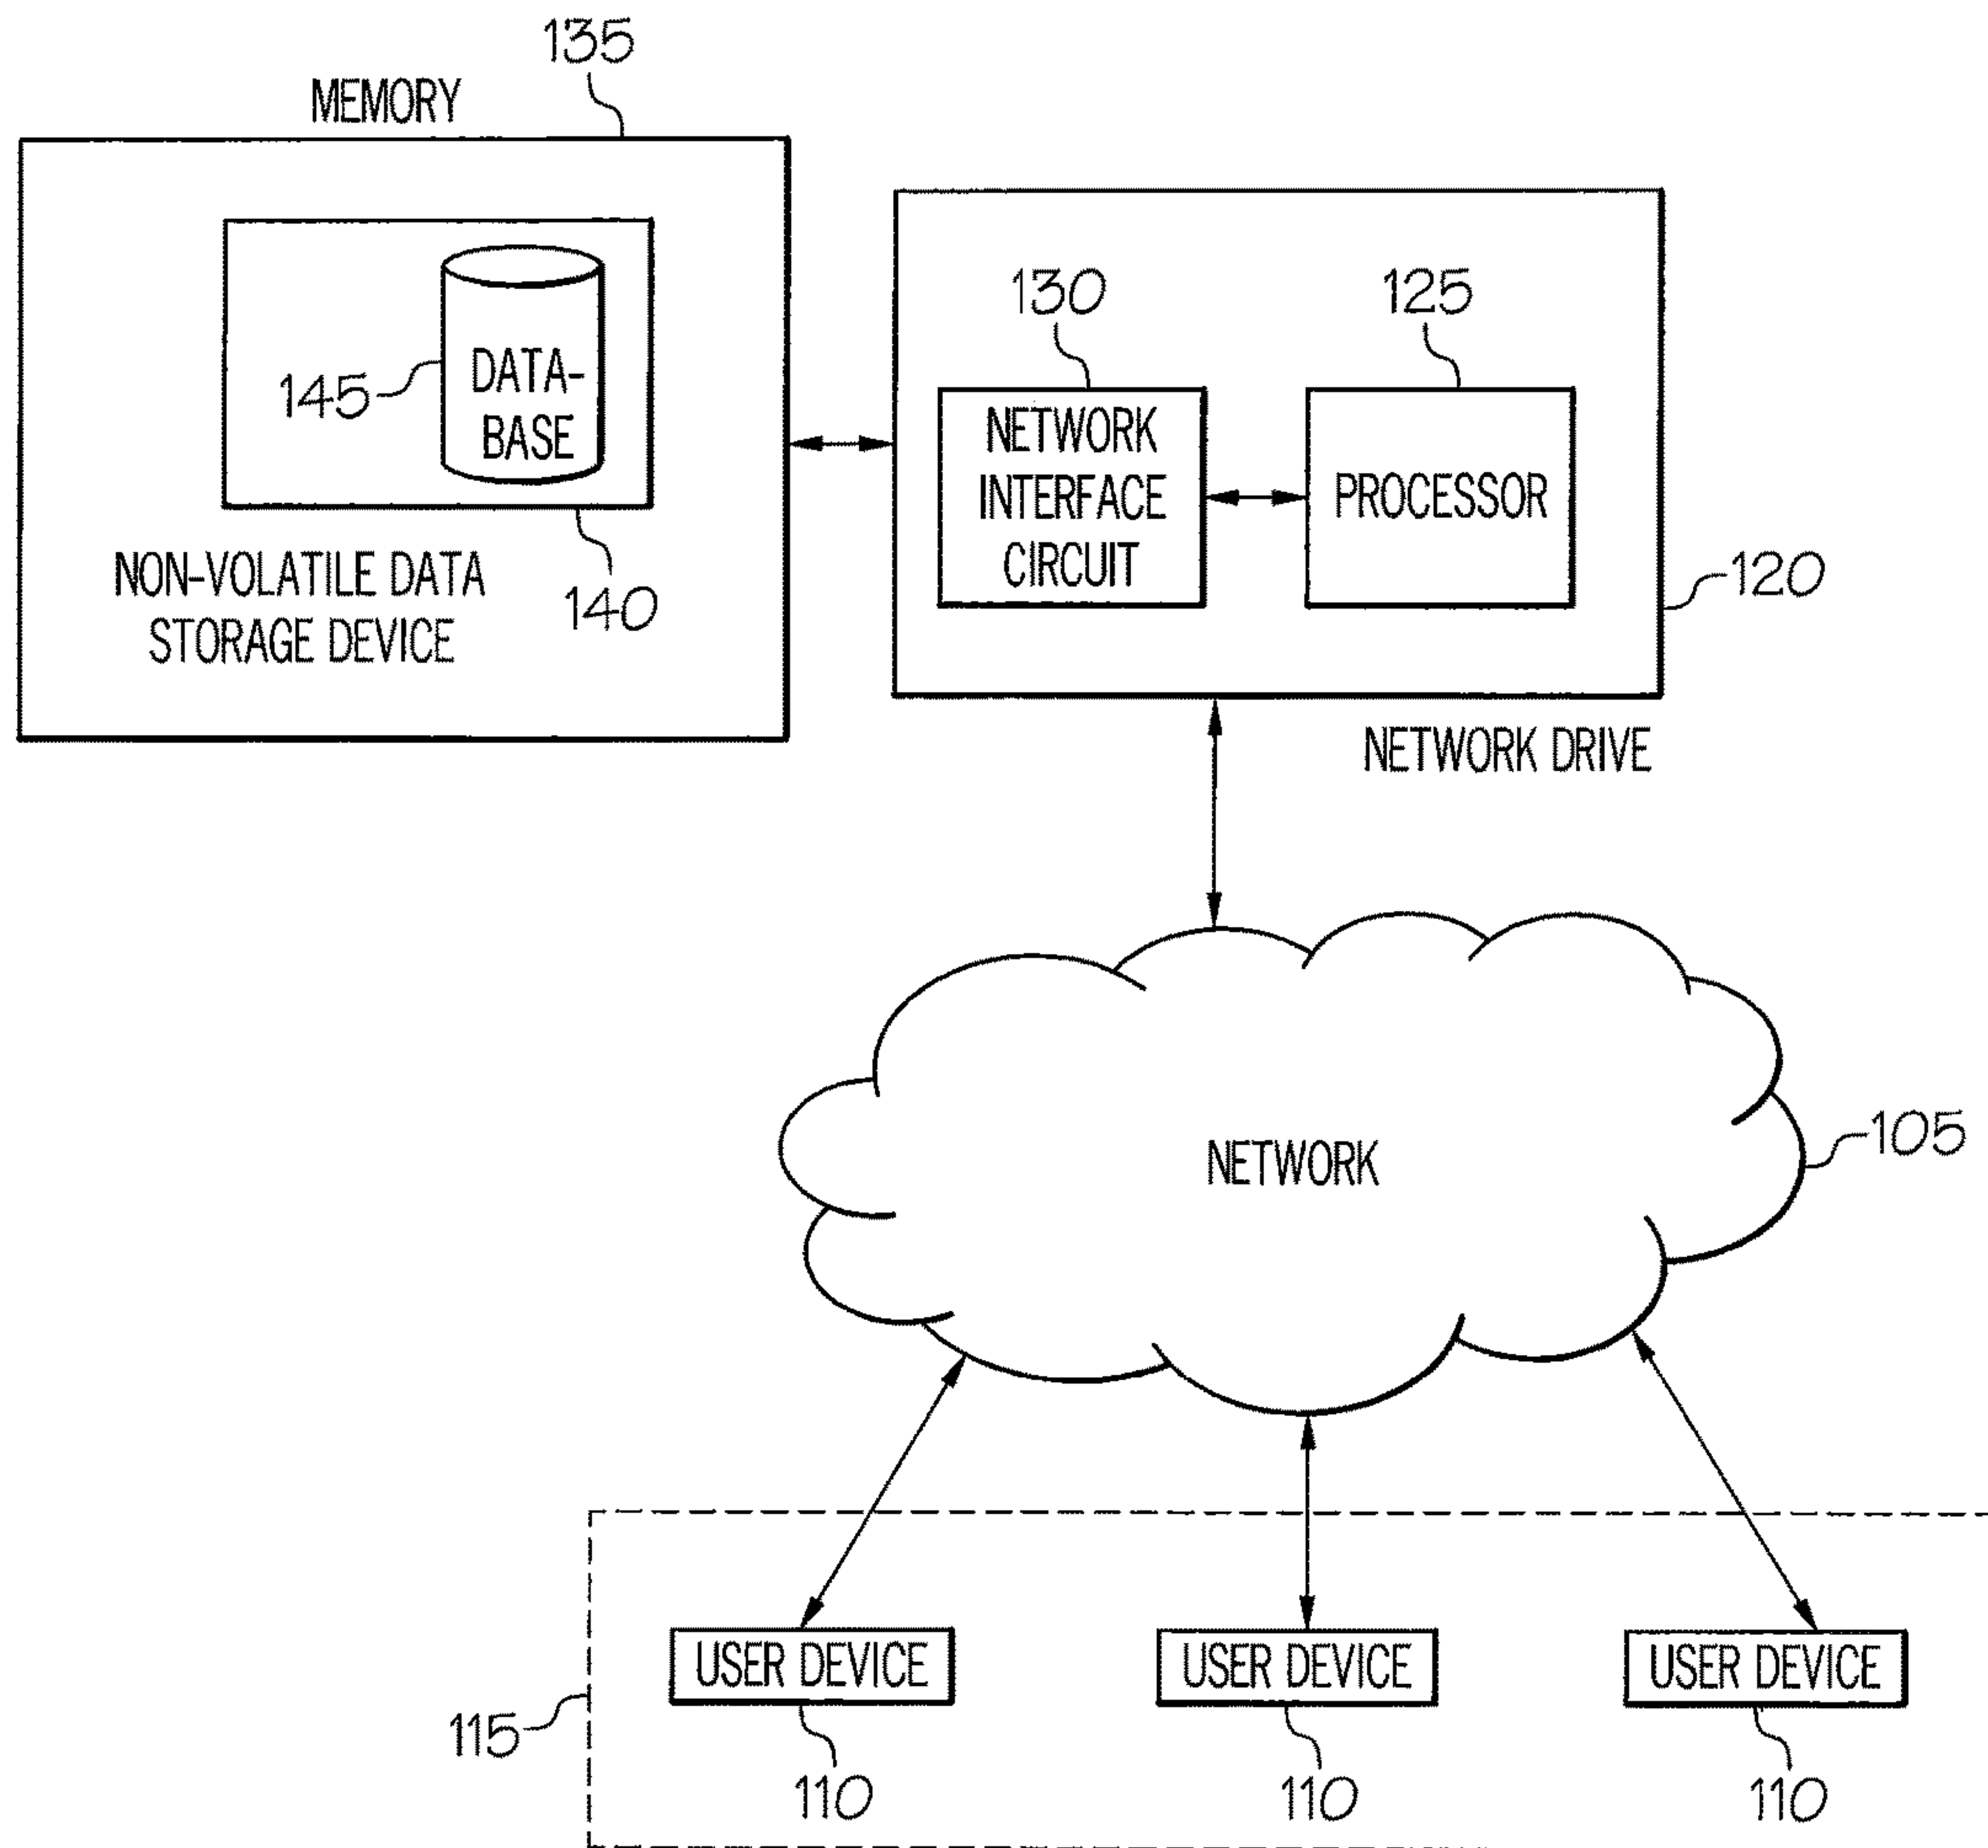 135
MEMORY
145
DATA-
BASE
140
NON-VOLATILE DATA
STORAGE DEVICE
130
125
NETWORK
INTERFACE
CIRCUIT
PROCESSOR
120
NETWORK DRIVE
NETWORK
105
115
USER DEVICE
USER DEVICE
USER DEVICE
110
110
110